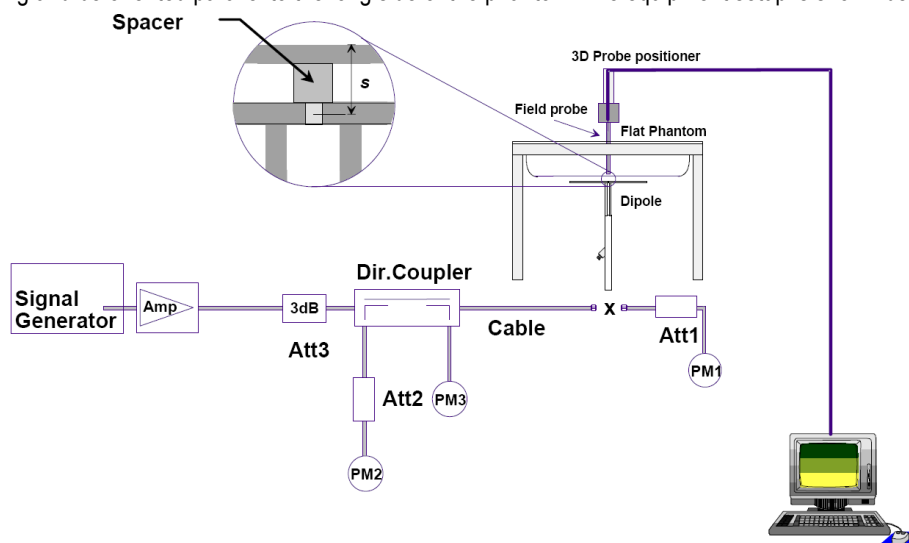 Spacer
s
3D Probe positioner
Field probe
Flat Phantom
Dipole
Signal
Generator
Amp
3dB
Att3
Dir.Coupler
Cable
x
Att1
PM1
Att2
PM3
PM2